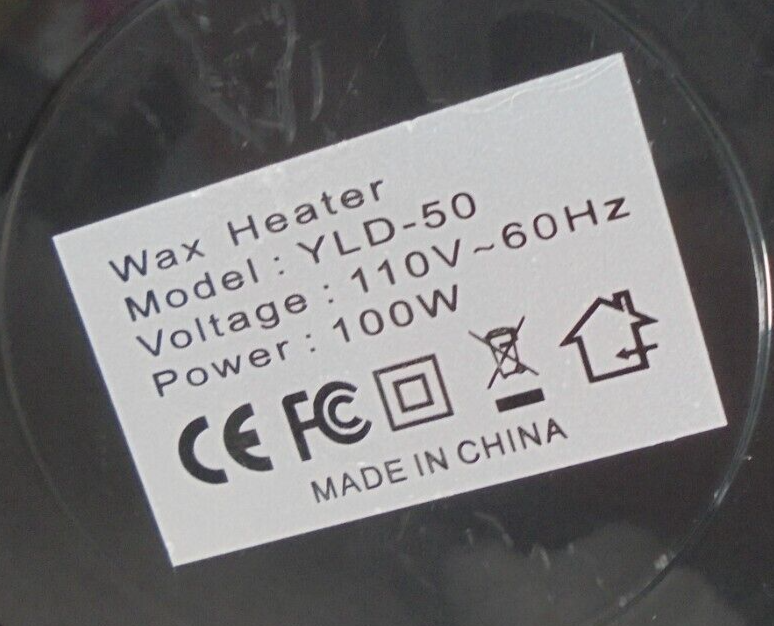 Wax Heater
Model : YLD-50
Voltage : 110V~60Hz
Power : 100W
CE FC
MADE IN CHINA